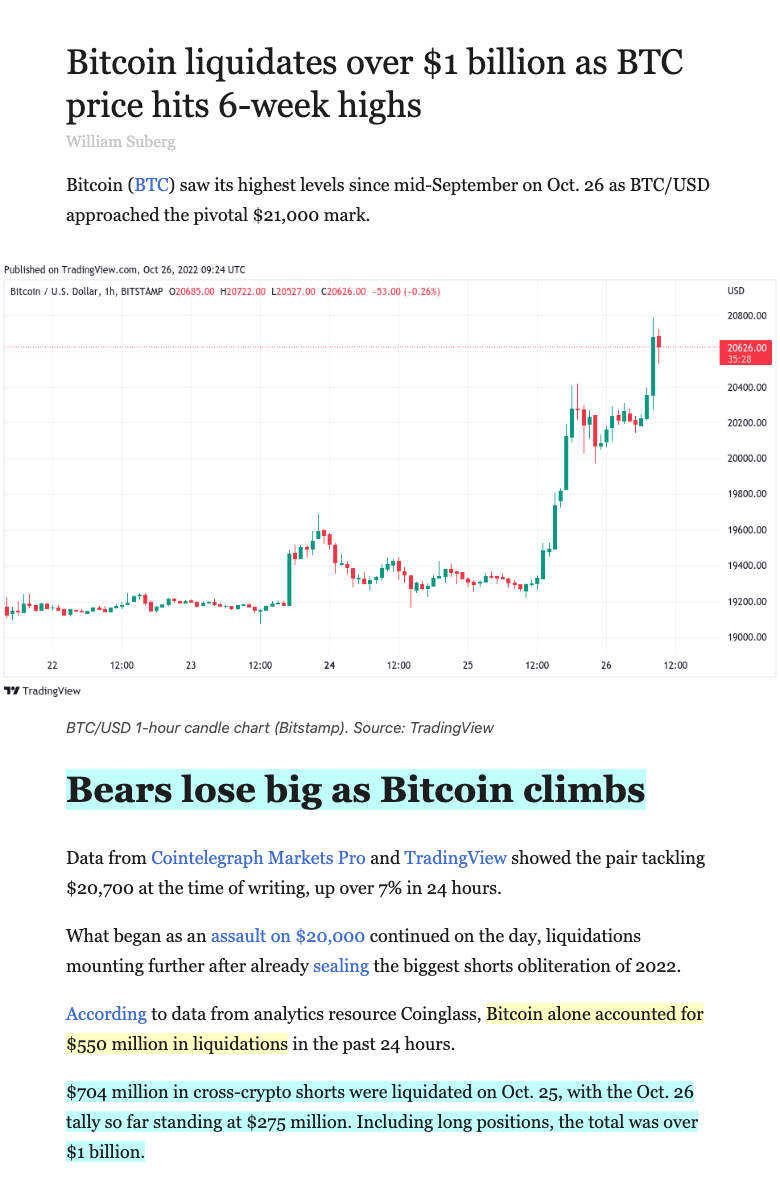 Bitcoin liquidates over $1 billion as BTC
price hits 6-week highs
William Suberg
Bitcoin (BTC) saw its highest levels since mid-September on Oct. 26 as BTC/USD
approached the pivotal $21,000 mark.
Published on TradingView.com, Oct 26, 2022 09:24 UTC
Bitcoin / U.S. Dollar, 1h, BITSTAMP O20685.00 H20722.00 L20527.00 C20626.00 −53.00 (−0.26%)
USD
20800.00
20626.00
35:28
20400.00
20200.00
20000.00
19800.00
19600.00
19400.00
19200.00
19000.00
22 12:00 23 12:00 24 12:00 25 12:00 26 12:00
TradingView
BTC/USD 1-hour candle chart (Bitstamp). Source: TradingView
Bears lose big as Bitcoin climbs
Data from Cointelegraph Markets Pro and TradingView showed the pair tackling
$20,700 at the time of writing, up over 7% in 24 hours.
What began as an assault on $20,000 continued on the day, liquidations
mounting further after already sealing the biggest shorts obliteration of 2022.
According to data from analytics resource Coinglass, Bitcoin alone accounted for
$550 million in liquidations in the past 24 hours.
$704 million in cross-crypto shorts were liquidated on Oct. 25, with the Oct. 26
tally so far standing at $275 million. Including long positions, the total was over
$1 billion.